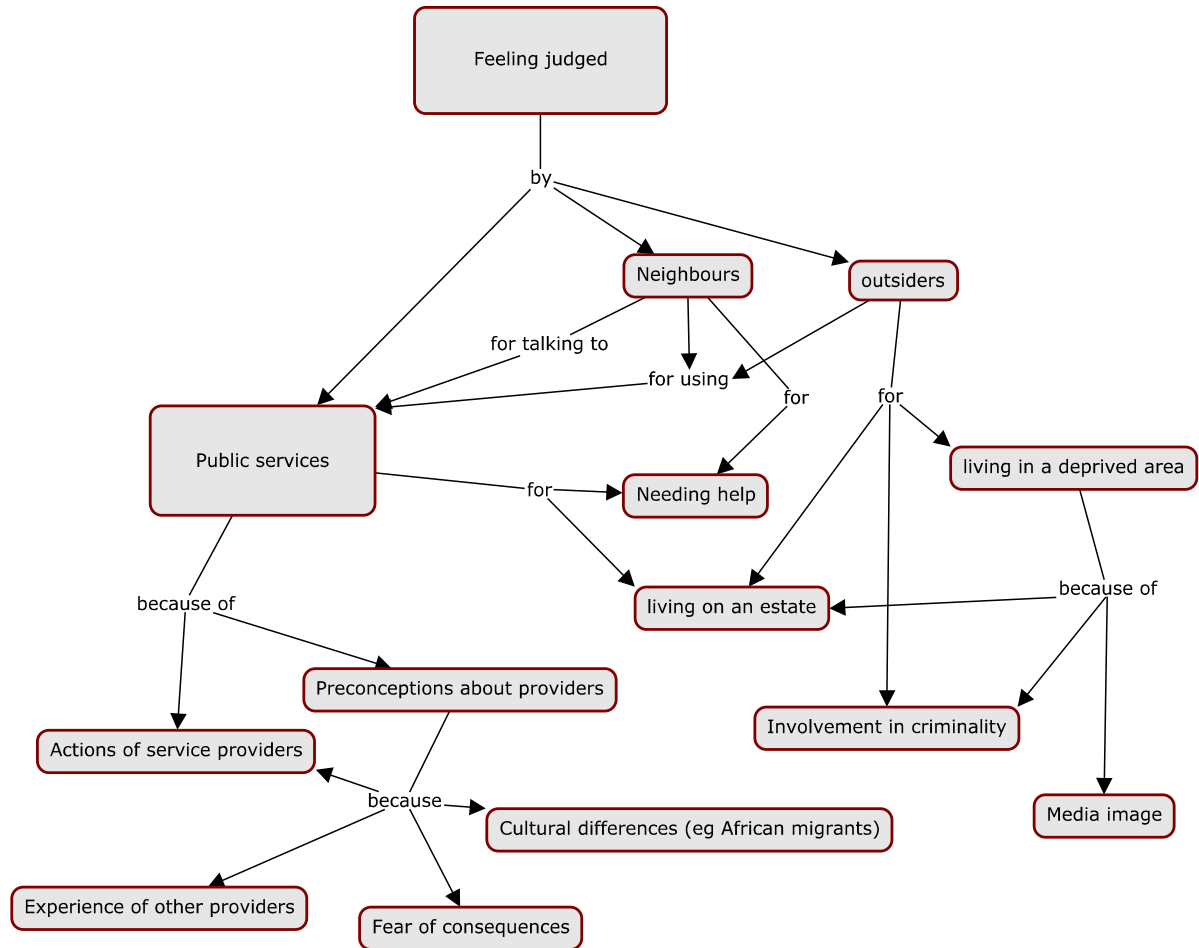 Feeling judged
by
Neighbours
outsiders
for talking to
for using
for
for
Public services
living in a deprived area
for
Needing help
because of
because of
living on an estate
Preconceptions about providers
Involvement in criminality
Actions of service providers
because
Media image
Cultural differences (eg African migrants)
Experience of other providers
Fear of consequences